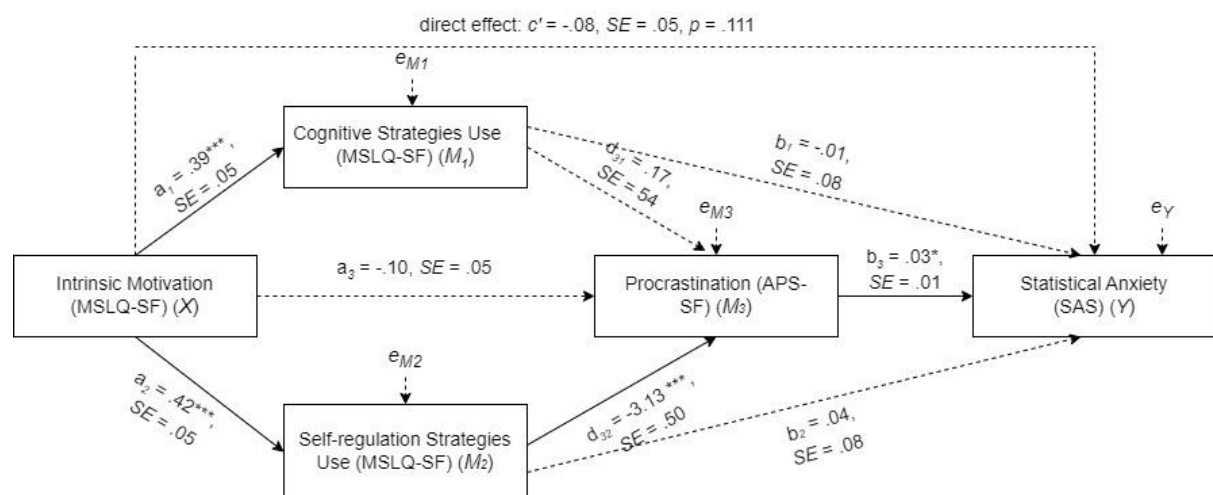 direct effect: c' = -.08, SE = .05, p = .111
eM1
Cognitive Strategies Use
(MSLQ-SF) (M1)
a1 = .39***,
SE = .05
b1 = -.01,
SE = .08
d31 = .17,
SE = .54
eM3
eY
Intrinsic Motivation
(MSLQ-SF) (X)
a3 = -.10, SE = .05
Procrastination (APS-
SF) (M3)
b3 = .03*,
SE = .01
Statistical Anxiety
(SAS) (Y)
a2 = .42***,
SE = .05
eM2
Self-regulation Strategies
Use (MSLQ-SF) (M2)
d32 = -3.13 ***,
SE = .50
b2 = .04,
SE = .08